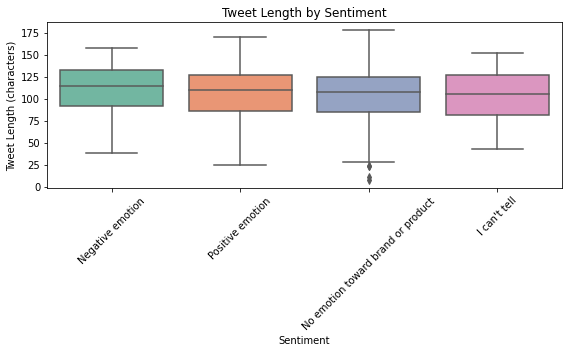 Tweet Length by Sentiment
Tweet Length (characters)
175
150
125
100
75
50
25
0
Negative emotion
Positive emotion
No emotion toward brand or product
I can't tell
Sentiment